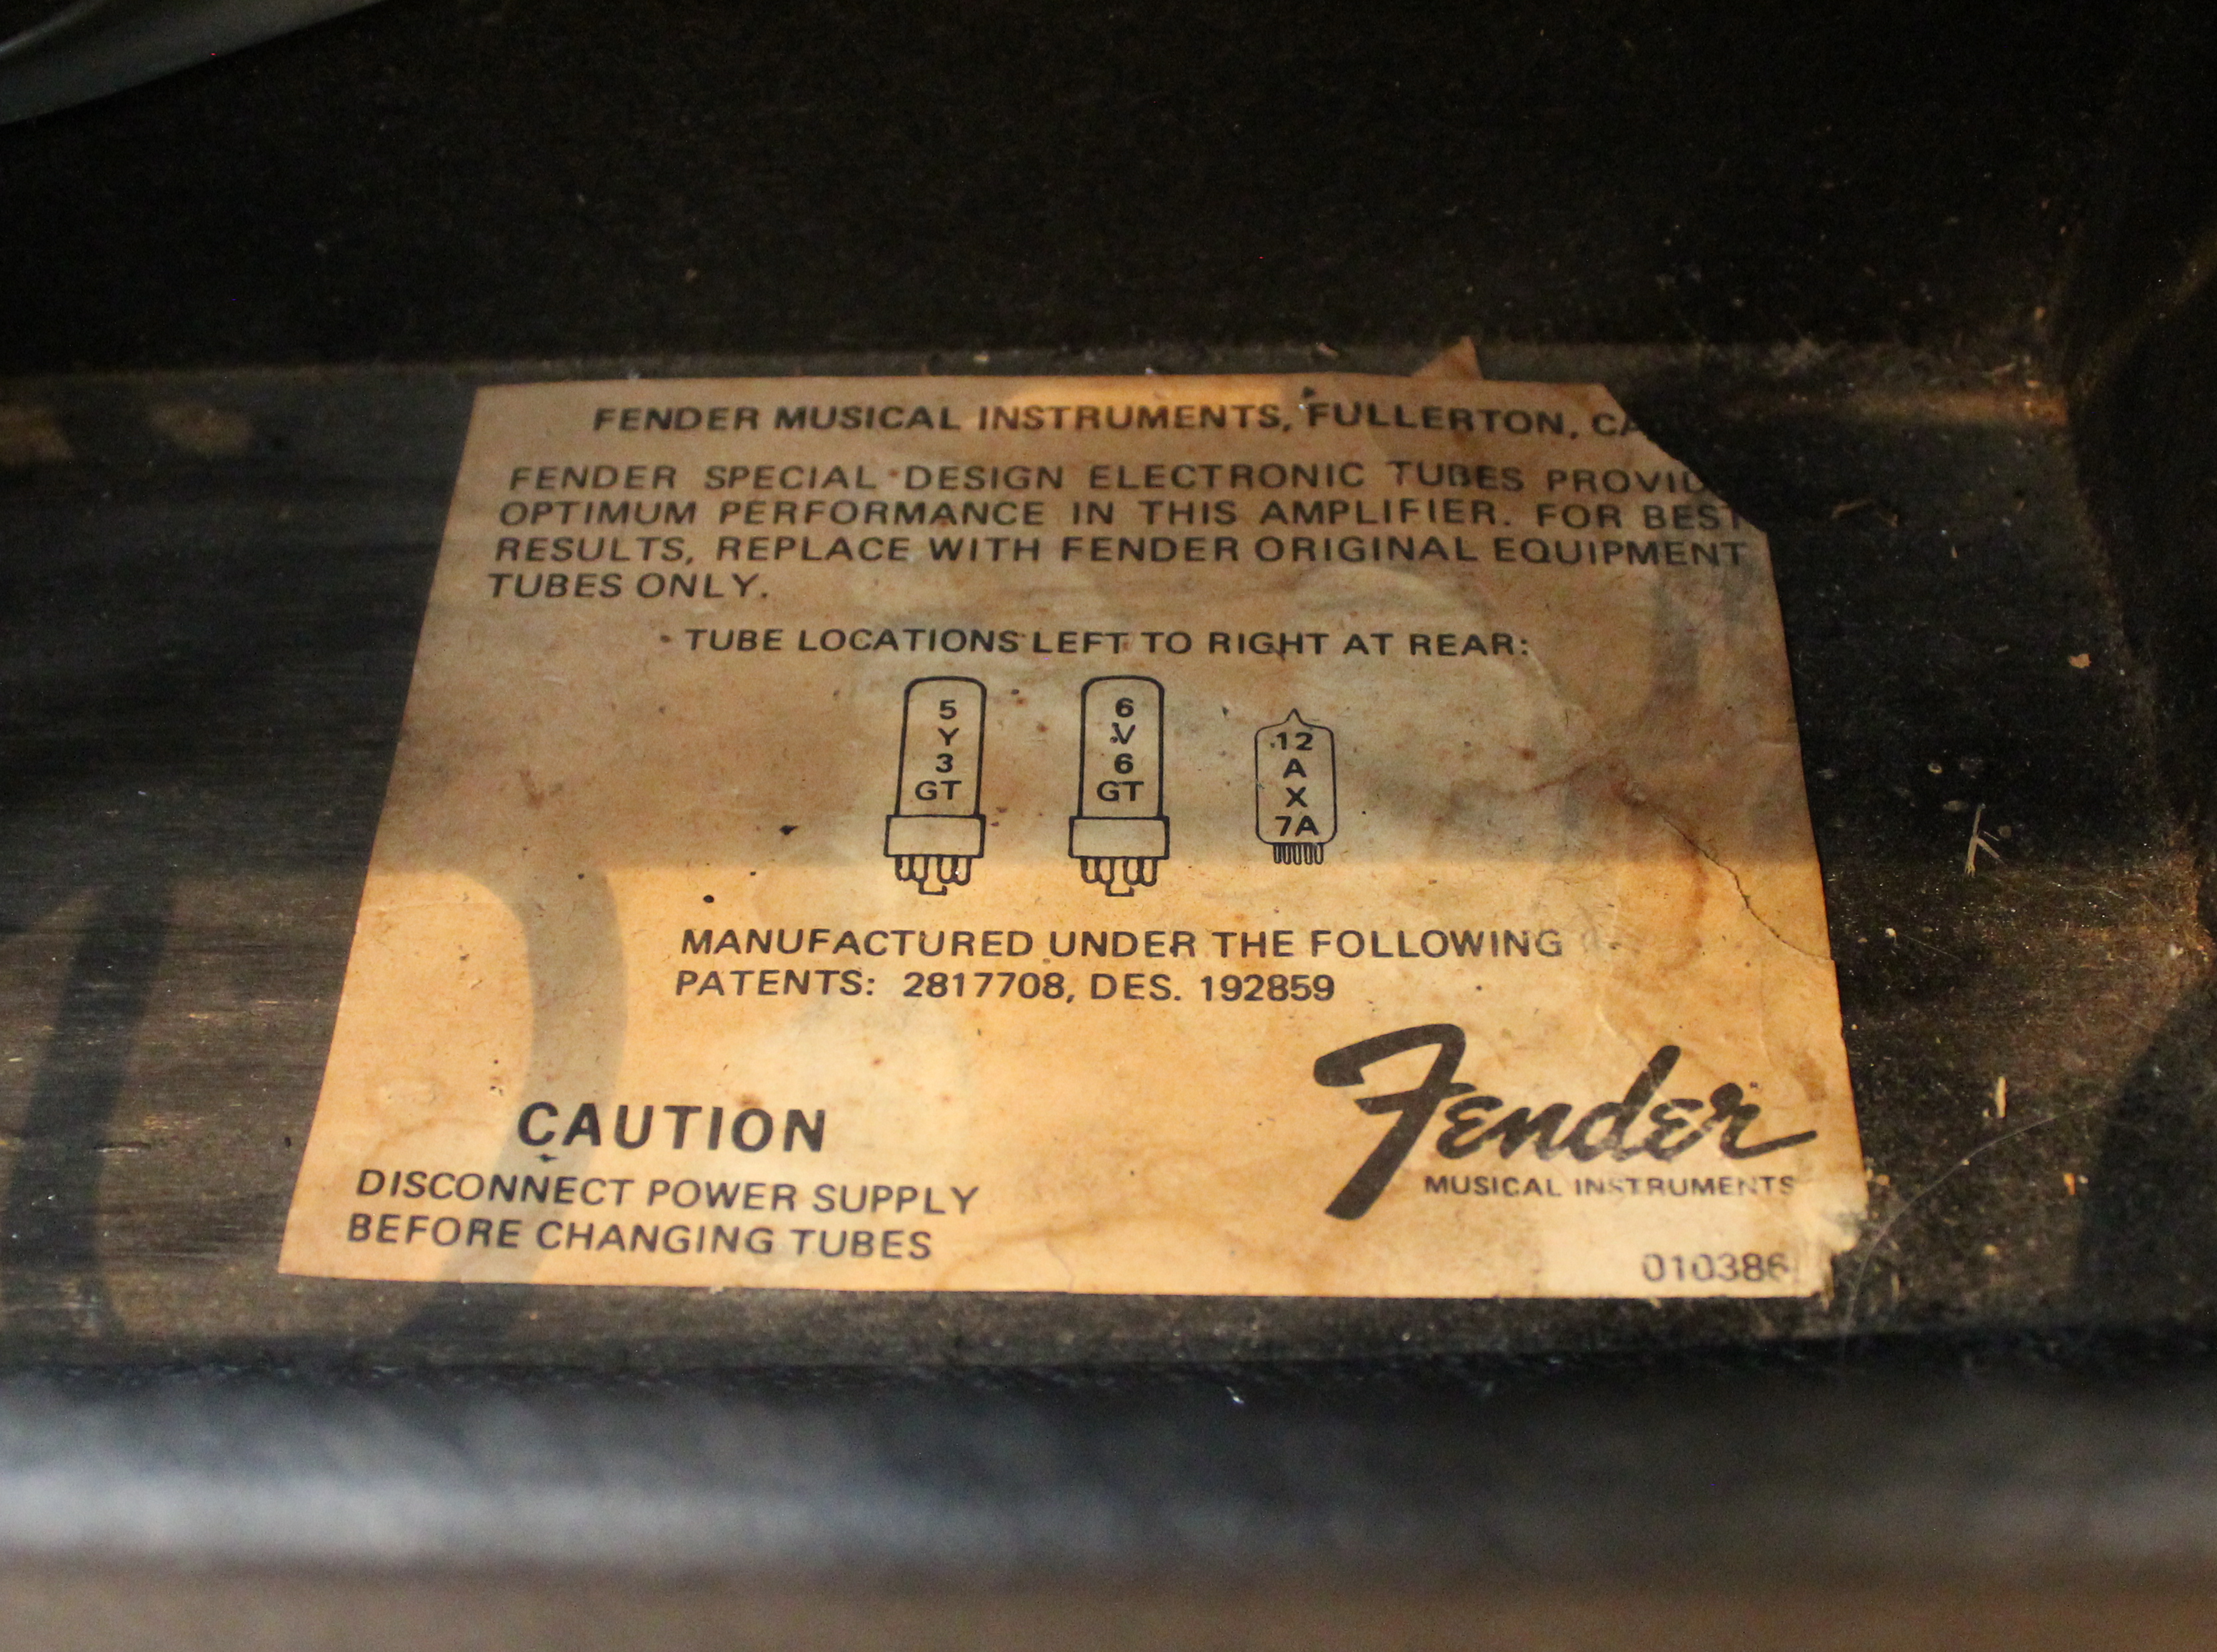 FENDER MUSICAL INSTRUMENTS, FULLERTON, CA
FENDER SPECIAL DESIGN ELECTRONIC TUBES PROVID
OPTIMUM PERFORMANCE IN THIS AMPLIFIER. FOR BEST
RESULTS, REPLACE WITH FENDER ORIGINAL EQUIPMENT
TUBES ONLY.
TUBE LOCATIONS LEFT TO RIGHT AT REAR:
5
Y
3
GT
6
V
6
GT
12
A
X
7A
MANUFACTURED UNDER THE FOLLOWING
PATENTS: 2817708, DES. 192859
CAUTION
DISCONNECT POWER SUPPLY
BEFORE CHANGING TUBES
Fender
MUSICAL INSTRUMENTS
010386